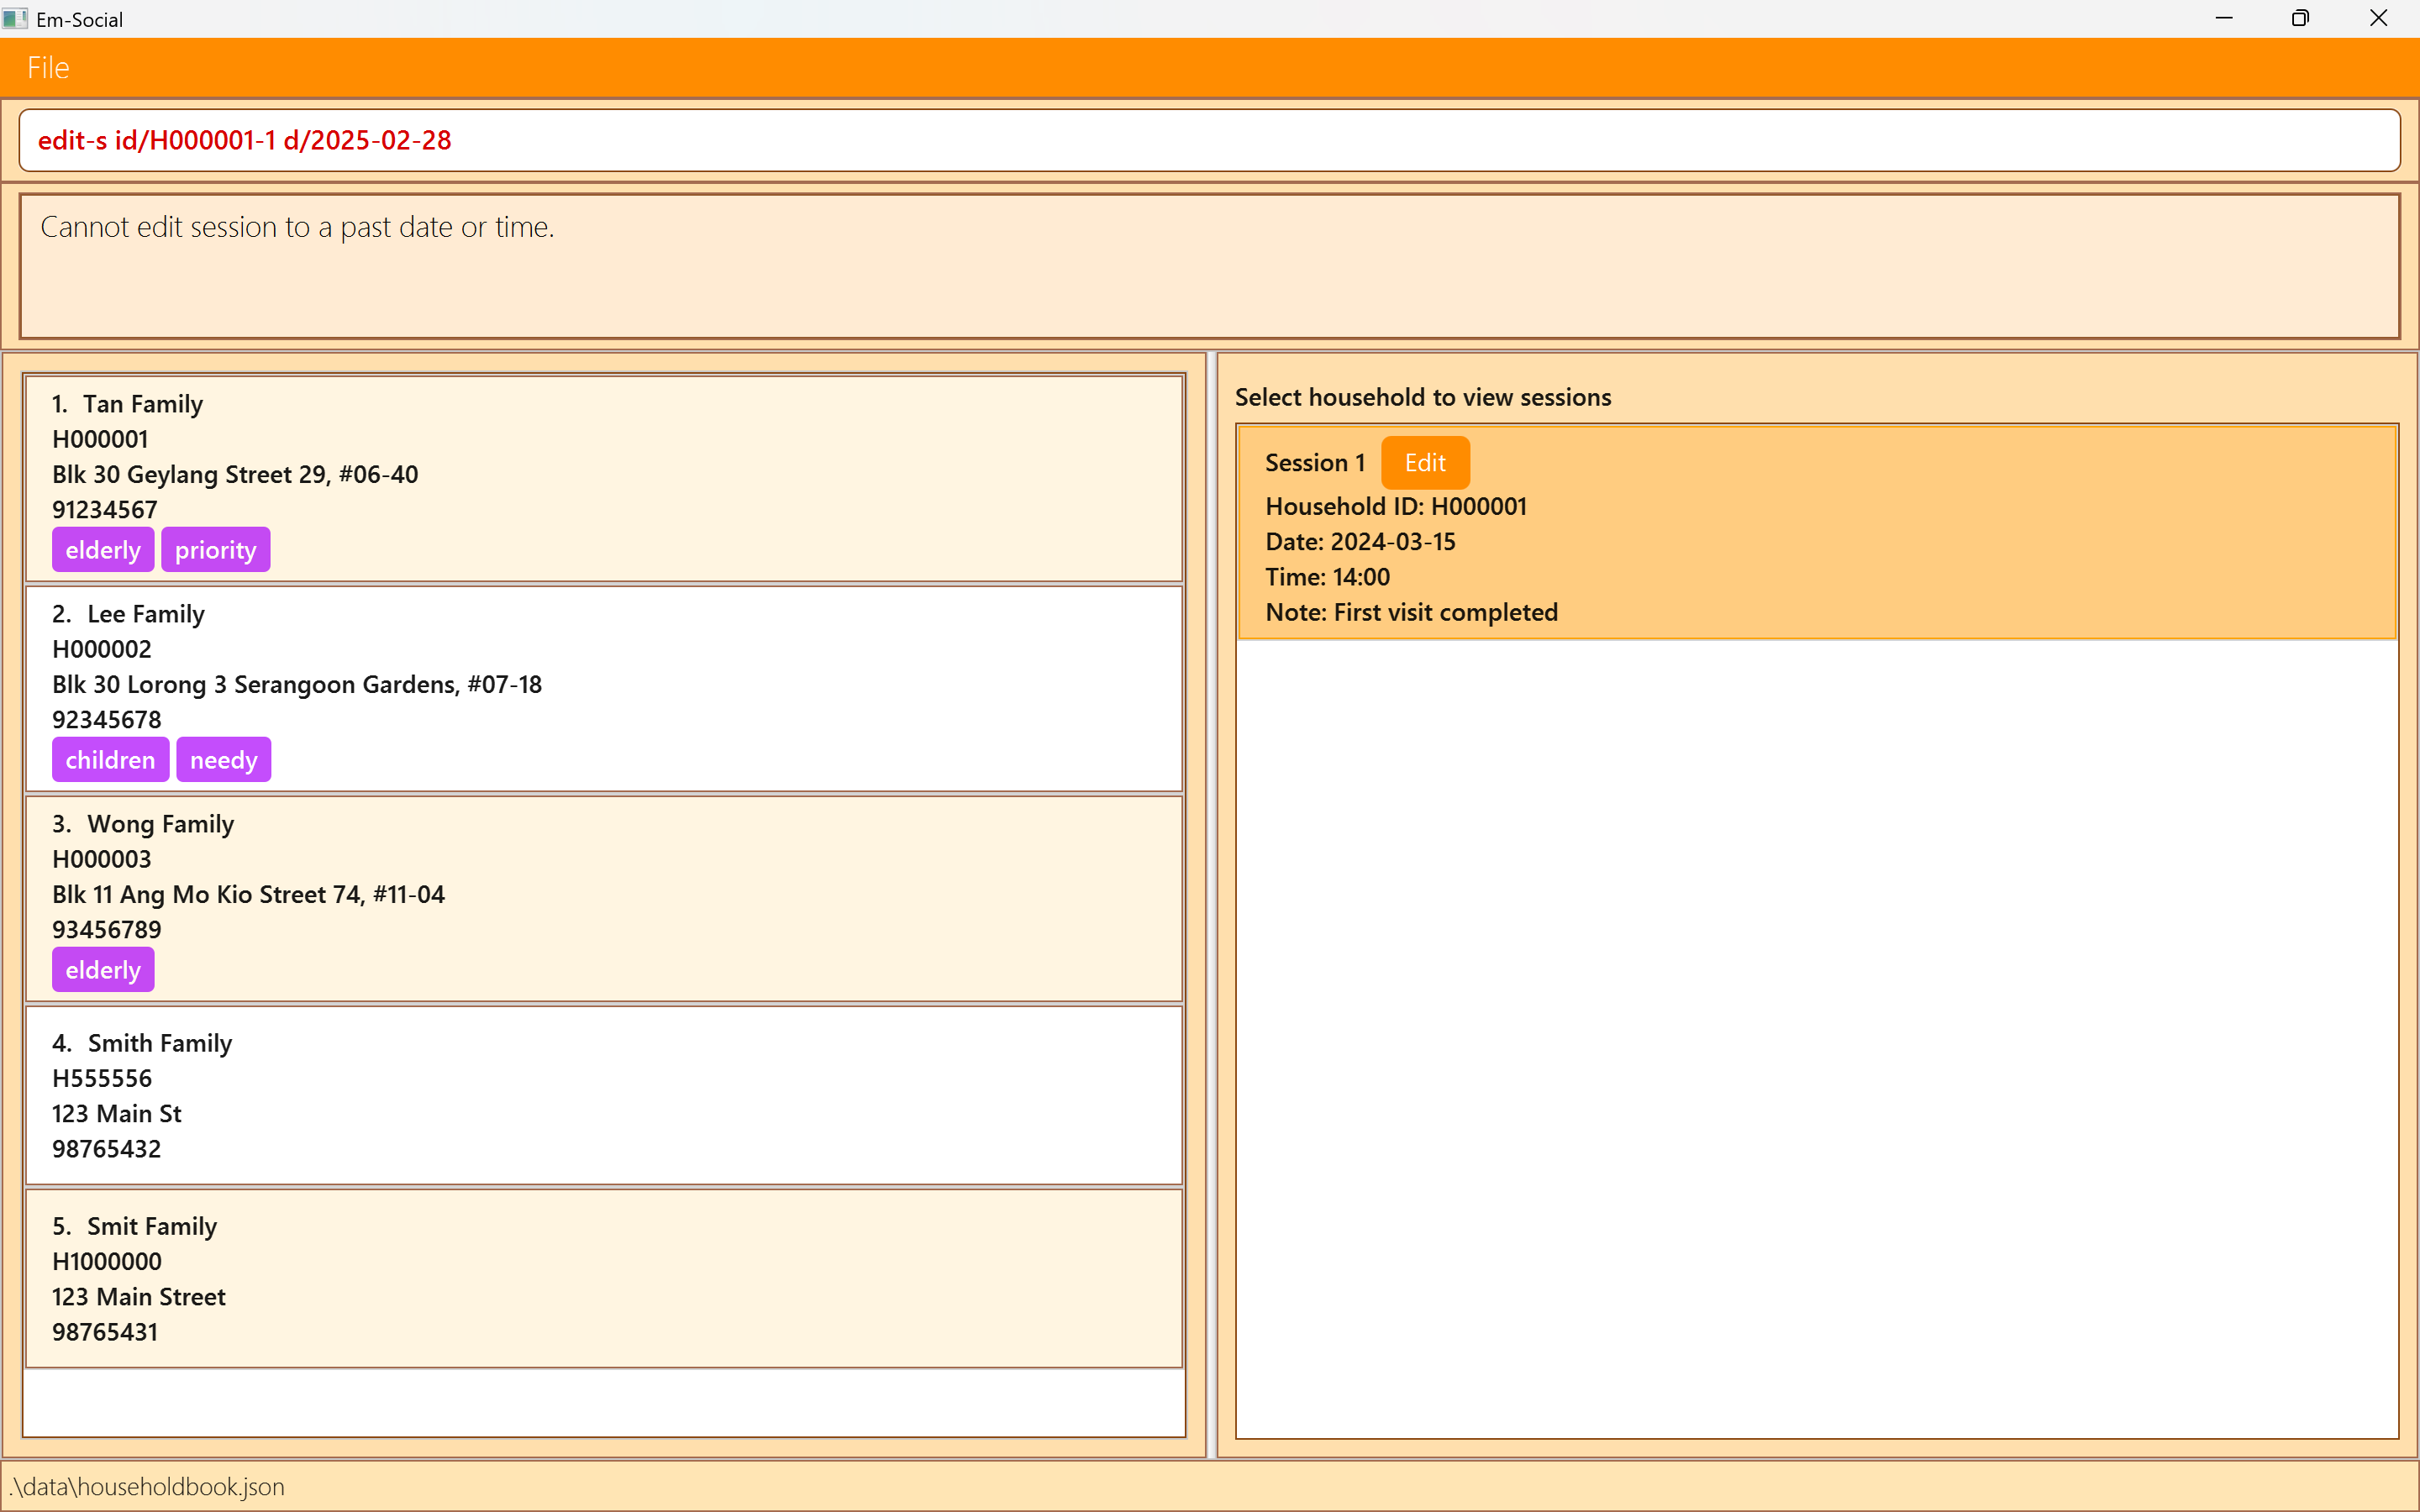 Em-Social
File
edit-s id/H000001-1 d/2025-02-28
Cannot edit session to a past date or time.
1. Tan Family
H000001
Blk 30 Geylang Street 29, #06-40
91234567
elderly priority
2. Lee Family
H000002
Blk 30 Lorong 3 Serangoon Gardens, #07-18
92345678
children needy
3. Wong Family
H000003
Blk 11 Ang Mo Kio Street 74, #11-04
93456789
elderly
4. Smith Family
H555556
123 Main St
98765432
5. Smit Family
H1000000
123 Main Street
98765431
Select household to view sessions
Session 1 Edit
Household ID: H000001
Date: 2024-03-15
Time: 14:00
Note: First visit completed
.\data\householdbook.json